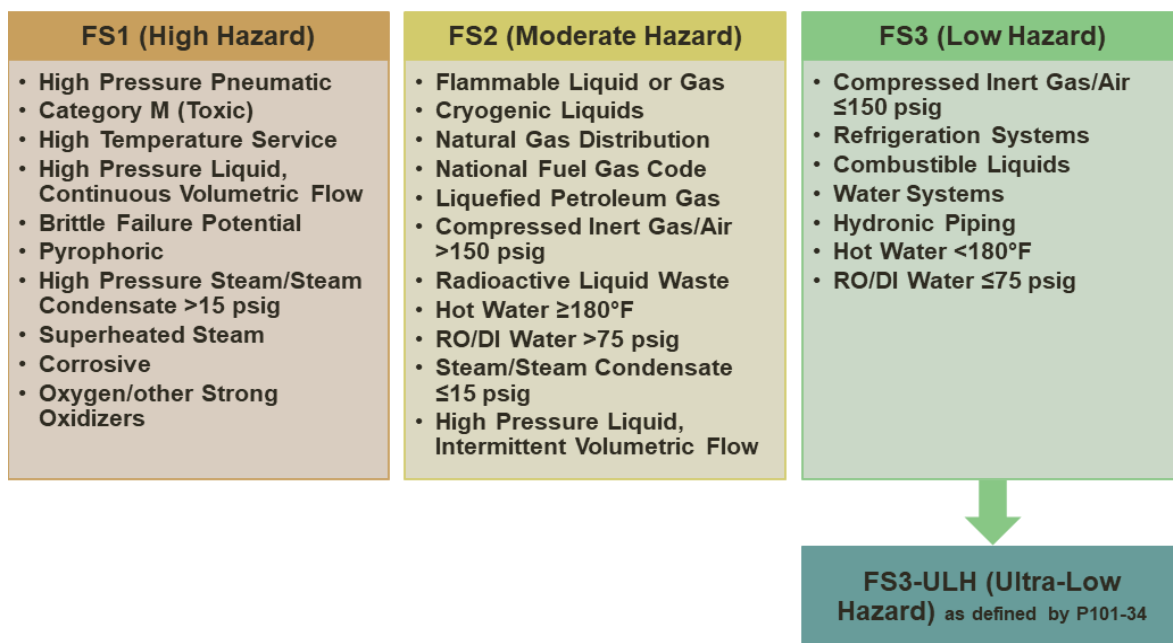 FS1 (High Hazard)
• High Pressure Pneumatic
• Category M (Toxic)
• High Temperature Service
• High Pressure Liquid,
Continuous Volumetric Flow
• Brittle Failure Potential
• Pyrophoric
• High Pressure Steam/Steam
Condensate >15 psig
• Superheated Steam
• Corrosive
• Oxygen/other Strong
Oxidizers
FS2 (Moderate Hazard)
• Flammable Liquid or Gas
• Cryogenic Liquids
• Natural Gas Distribution
• National Fuel Gas Code
• Liquefied Petroleum Gas
• Compressed Inert Gas/Air
>150 psig
• Radioactive Liquid Waste
• Hot Water ≥180°F
• RO/DI Water >75 psig
• Steam/Steam Condensate
≤15 psig
• High Pressure Liquid,
Intermittent Volumetric Flow
FS3 (Low Hazard)
• Compressed Inert Gas/Air
≤150 psig
• Refrigeration Systems
• Combustible Liquids
• Water Systems
• Hydronic Piping
• Hot Water <180°F
• RO/DI Water ≤75 psig
FS3-ULH (Ultra-Low
Hazard) as defined by P101-34